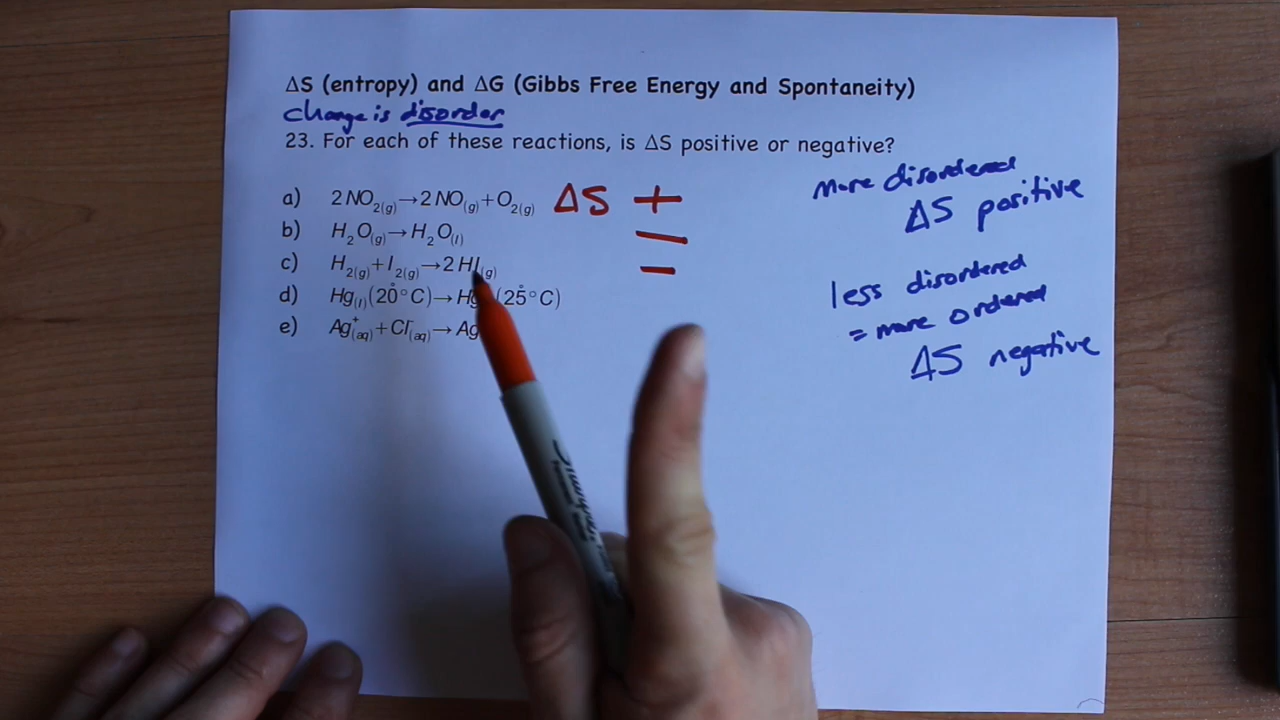 ΔS (entropy) and ΔG (Gibbs Free Energy and Spontaneity)
change is disorder
23. For each of these reactions, is ΔS positive or negative?
a) 2NO₂(g)→2NO(g)+O₂(g) ΔS +
b) H₂O(g)→H₂O(l) −
c) H₂(g)+I₂(g)→2HI(g) −
d) Hg(l)(20°C)→Hg (25°C)
e) Ag⁺(aq)+Cl⁻(aq)→Ag
more disordered
ΔS positive
less disordered
= more ordered
ΔS negative
Sharpie